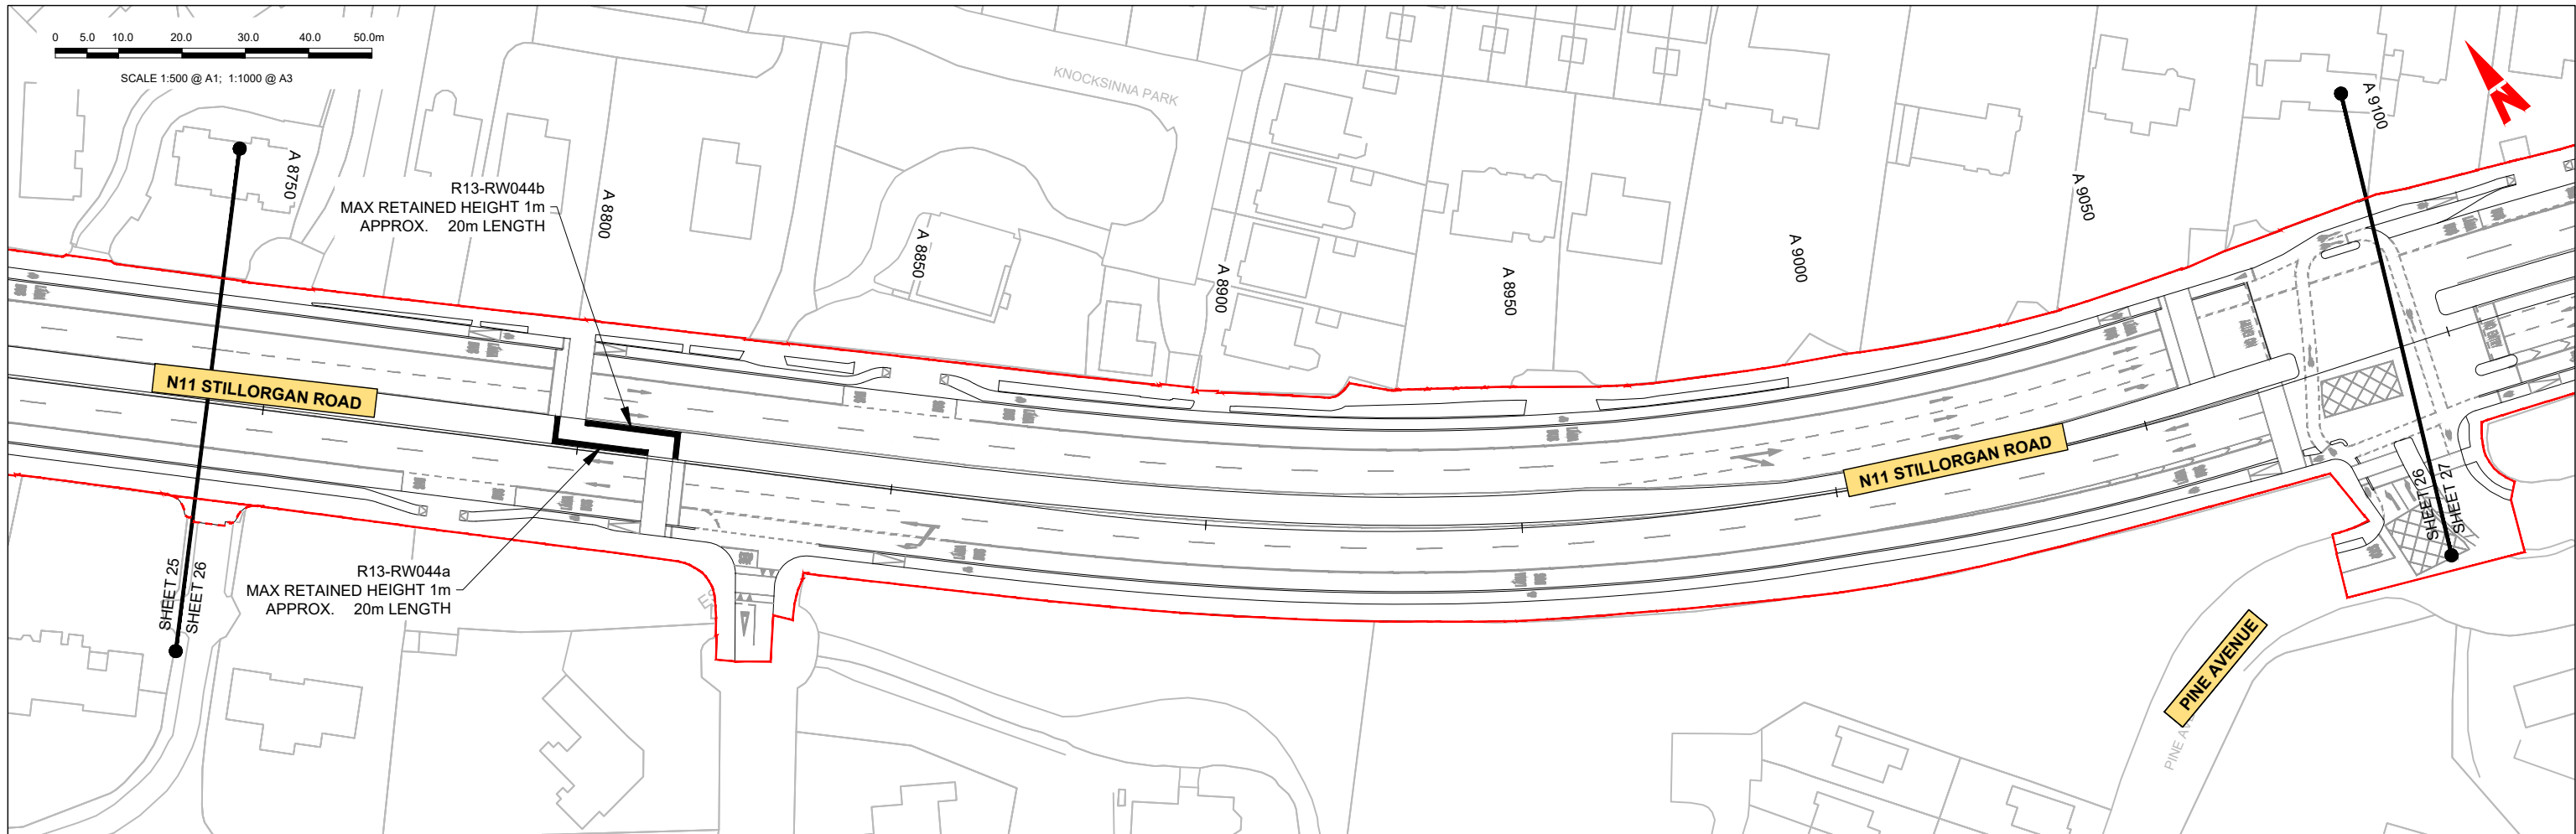 0 5.0 10.0 20.0 30.0 40.0 50.0m
SCALE 1:500 @ A1; 1:1000 @ A3
KNOCKSINNA PARK
A 8750
R13-RW044b
MAX RETAINED HEIGHT 1m
APPROX. 20m LENGTH
A 8800
A 8850
A 8900
A 8950
A 9000
A 9050
A 9100
N
N11 STILLORGAN ROAD
N11 STILLORGAN ROAD
R13-RW044a
MAX RETAINED HEIGHT 1m
APPROX. 20m LENGTH
SHEET 25
SHEET 26
SHEET 26
SHEET 27
PINE AVENUE